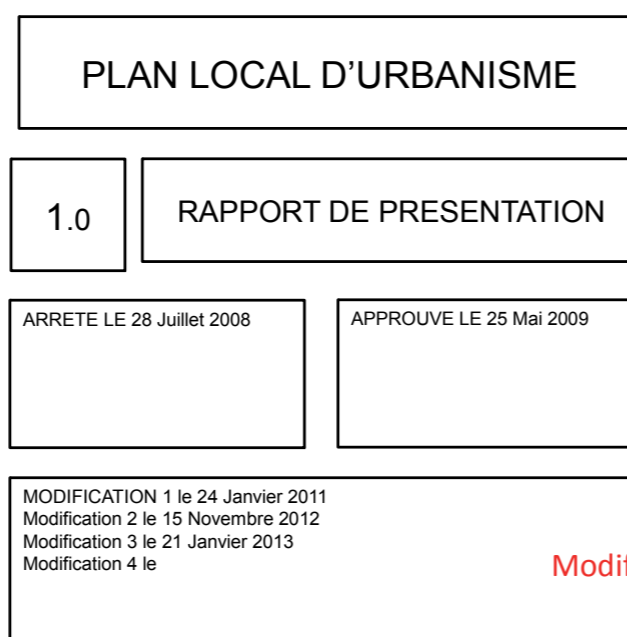 PLAN LOCAL D'URBANISME
1.0
RAPPORT DE PRESENTATION
ARRETE LE 28 Juillet 2008
APPROUVE LE 25 Mai 2009
MODIFICATION 1 le 24 Janvier 2011
Modification 2 le 15 Novembre 2012
Modification 3 le 21 Janvier 2013
Modification 4 le
Modif